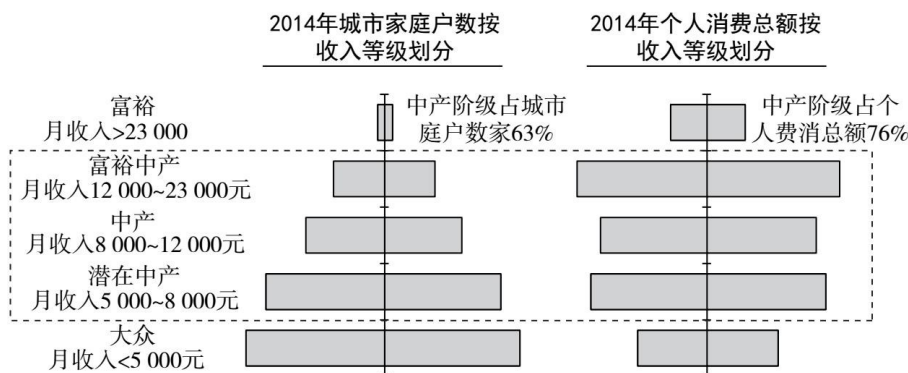 2014年城市家庭户数按
收入等级划分
2014年个人消费总额按
收入等级划分
富裕
月收入>23 000
中产阶级占城市
庭户数家63%
中产阶级占个
人费消总额76%
富裕中产
月收入12 000~23 000元
中产
月收入8 000~12 000元
潜在中产
月收入5 000~8 000元
大众
月收入<5 000元